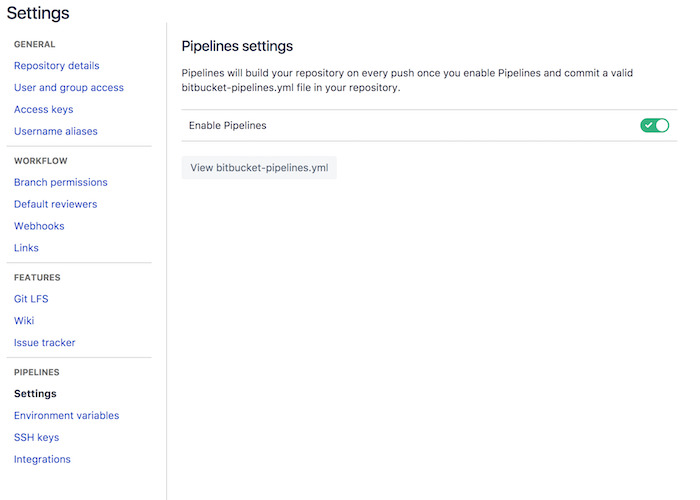 Settings
GENERAL
Repository details
User and group access
Access keys
Username aliases
WORKFLOW
Branch permissions
Default reviewers
Webhooks
Links
FEATURES
Git LFS
Wiki
Issue tracker
PIPELINES
Settings
Environment variables
SSH keys
Integrations
Pipelines settings
Pipelines will build your repository on every push once you enable Pipelines and commit a valid
bitbucket-pipelines.yml file in your repository.
Enable Pipelines
View bitbucket-pipelines.yml